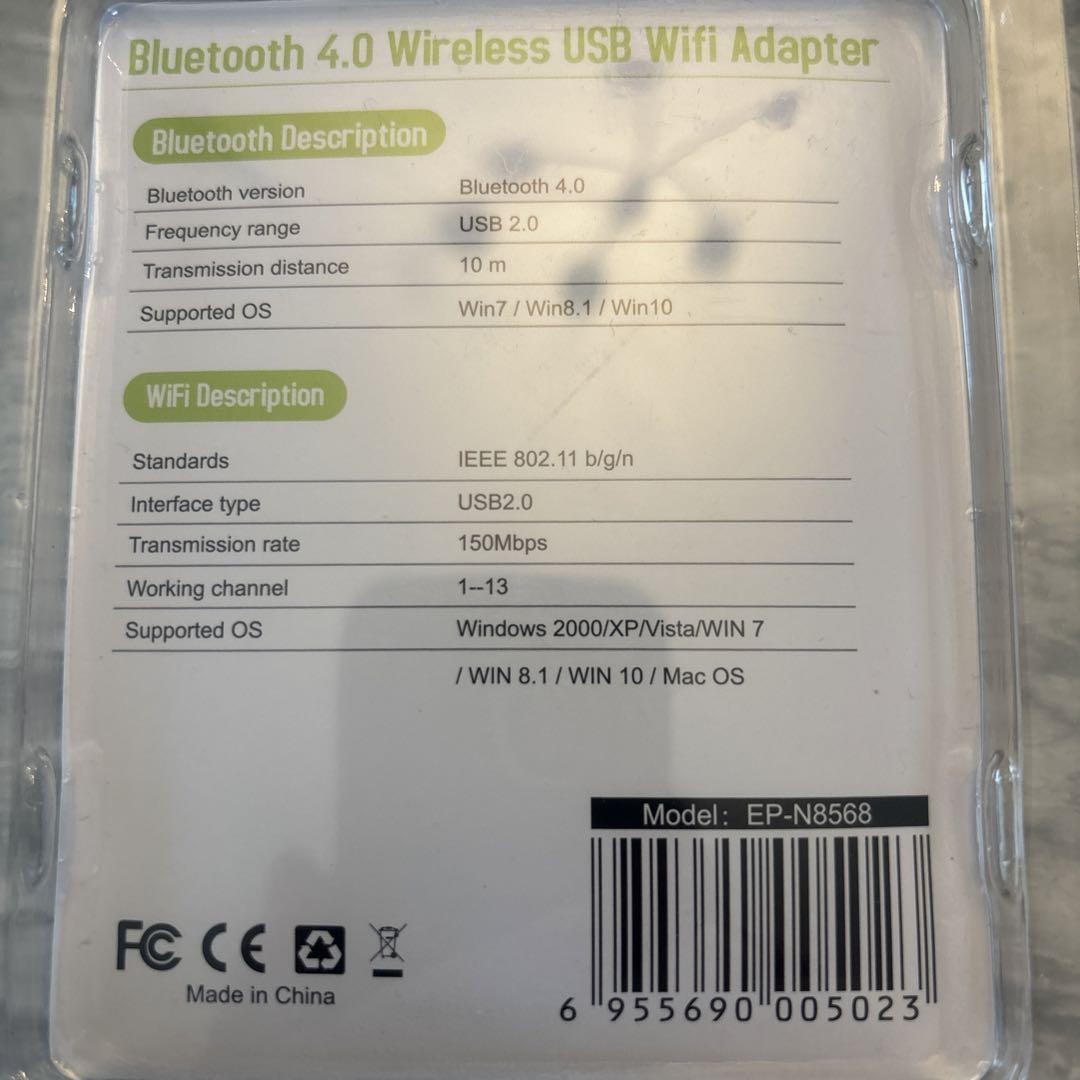 Bluetooth 4.0 Wireless USB Wifi Adapter
Bluetooth Description
Bluetooth version Bluetooth 4.0
Frequency range USB 2.0
Transmission distance 10 m
Supported OS Win7 / Win8.1 / Win10
WiFi Description
Standards IEEE 802.11 b/g/n
Interface type USB2.0
Transmission rate 150Mbps
Working channel 1--13
Supported OS Windows 2000/XP/Vista/WIN 7
/ WIN 8.1 / WIN 10 / Mac OS
Model: EP-N8568
FC CE
Made in China
6 955690 005023